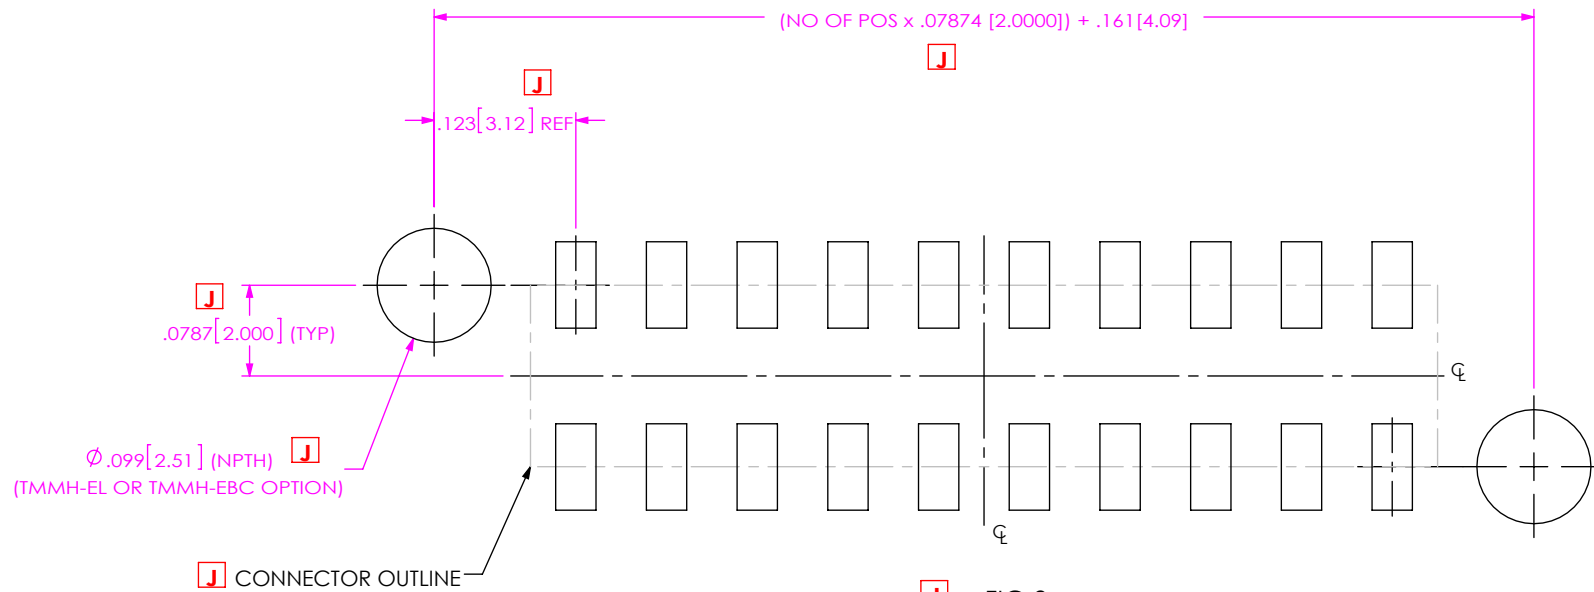 (NO OF POS x .07874 [2.0000]) + .161[4.09]
J
J
.123[3.12] REF
J
.0787[2.000] (TYP)
℄
Ø.099[2.51] (NPTH) J
(TMMH-EL OR TMMH-EBC OPTION)
℄
J CONNECTOR OUTLINE
J